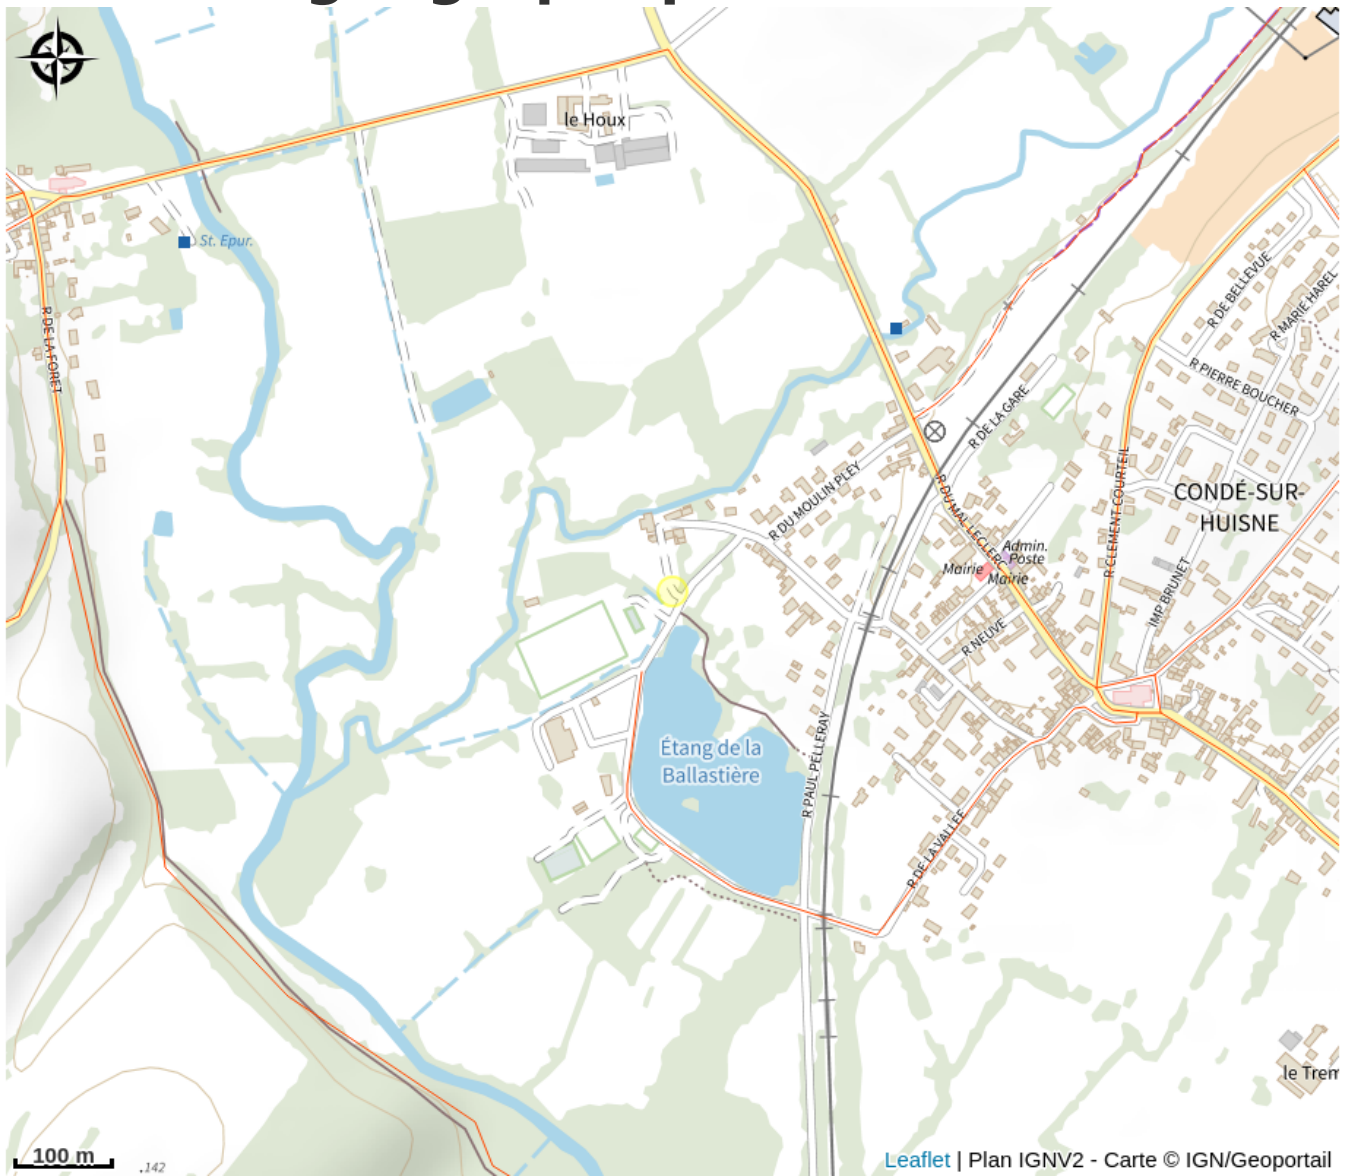 le Houx
St. Epur.
R DE LA FORET
R DE BELLEVUE
R MARIE HAREL
R PIERRE BOUCHER
R DE LA GARE
R DU MOULIN PLEY
R DU MAL LECLERC
R CLEMENT COURTEIL
CONDÉ-SUR-
HUISNE
Admin.
Poste
Mairie
Mairie
IMP BRUNET
R NEUVE
Étang de la
Ballastière
R PAUL PELLERAY
R DE LA VALLEE
le Trem
100 m
.142
Leaflet | Plan IGNV2 - Carte © IGN/Geoportail